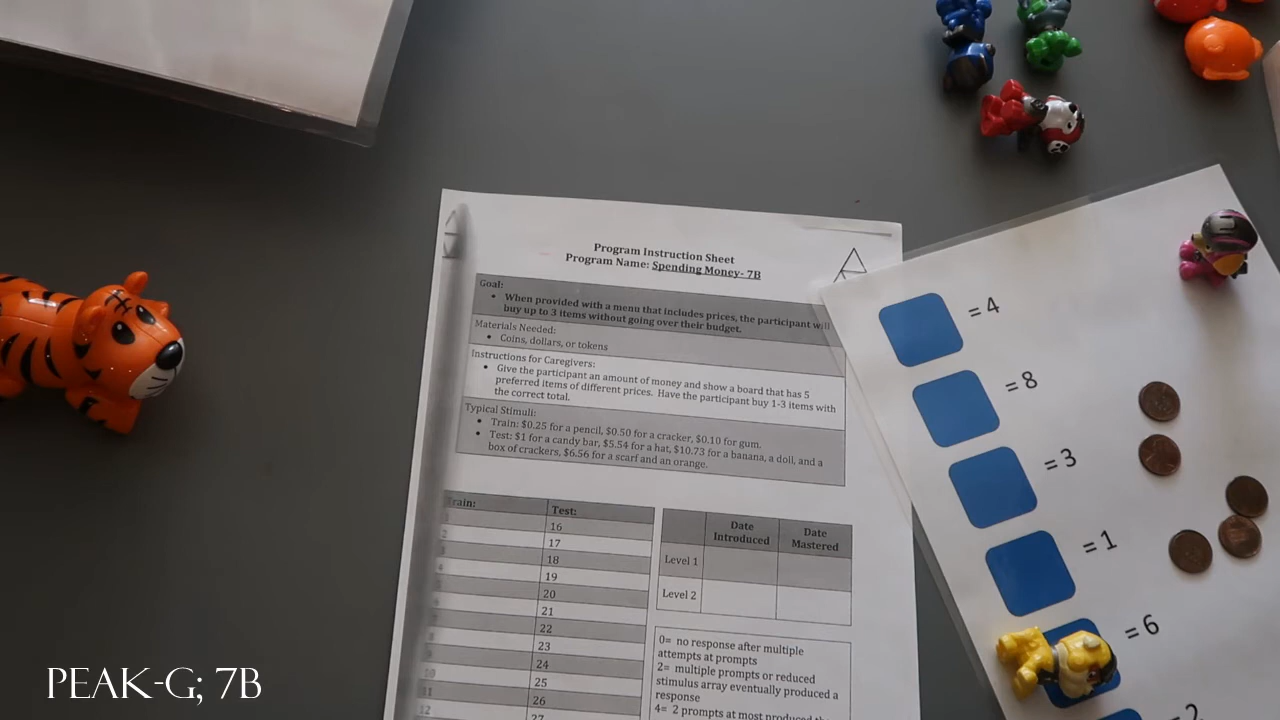 Program Instruction Sheet
Program Name: Spending Money- 7B
Goal:
• When provided with a menu that includes prices, the participant will
buy up to 3 items without going over their budget.
Materials Needed:
• Coins, dollars, or tokens
Instructions for Caregivers:
• Give the participant an amount of money and show a board that has 5
preferred items of different prices. Have the participant buy 1-3 items with
the correct total.
Typical Stimuli:
• Train: $0.25 for a pencil, $0.50 for a cracker, $0.10 for gum.
• Test: $1 for a candy bar, $5.54 for a hat, $10.73 for a banana, a doll, and a
box of crackers, $6.56 for a scarf and an orange.
Train: Test:
16
17
18
19
20
21
22
23
24
10 25
11 26
12 27
Date Introduced Date Mastered
Level 1
Level 2
0= no response after multiple
attempts at prompts
2= multiple prompts or reduced
stimulus array eventually produced a
response
4= 2 prompts at most produced the
= 4
= 8
= 3
= 1
= 6
= 2
PEAK-G; 7B